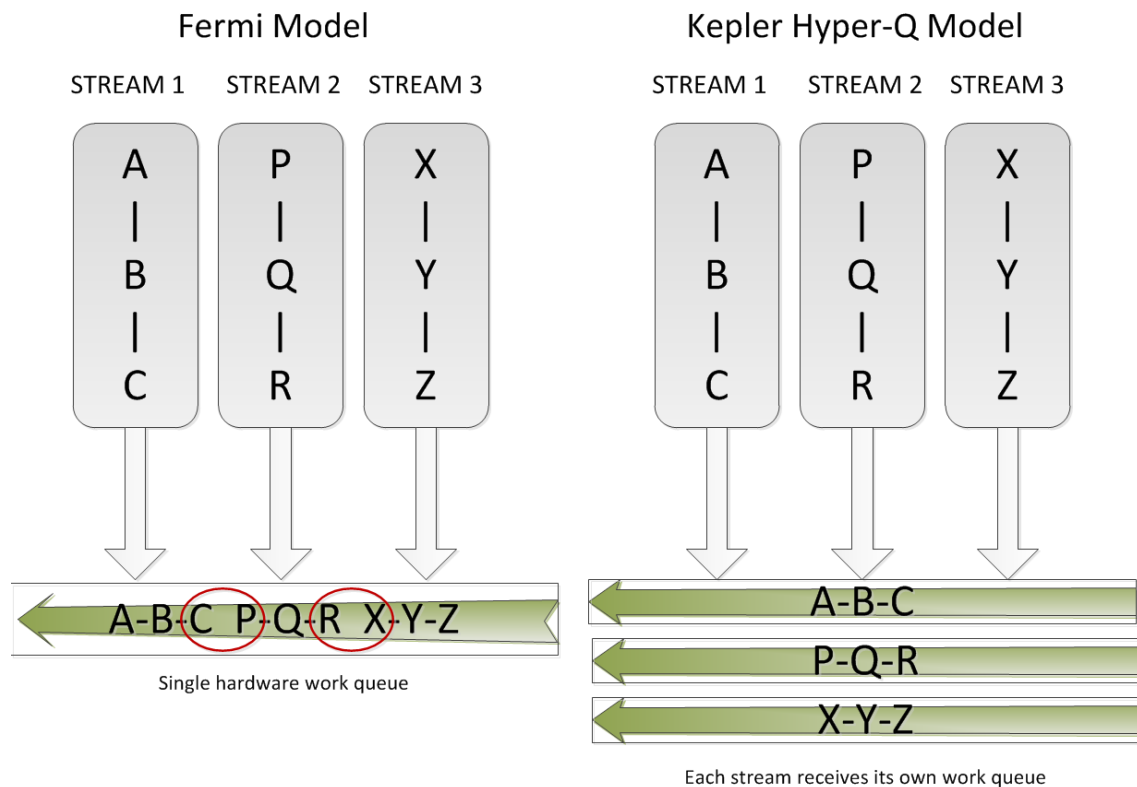 Fermi Model
STREAM 1 STREAM 2 STREAM 3
A P X
| | |
B Q Y
| | |
C R Z
A-B-C P-Q-R X-Y-Z
Single hardware work queue
Kepler Hyper-Q Model
STREAM 1 STREAM 2 STREAM 3
A P X
| | |
B Q Y
| | |
C R Z
A-B-C
P-Q-R
X-Y-Z
Each stream receives its own work queue